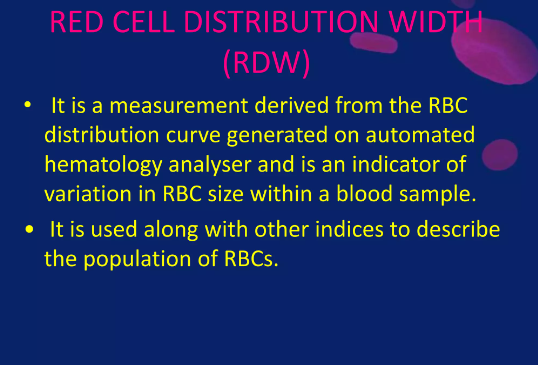 RED CELL DISTRIBUTION WIDTH
(RDW)
• It is a measurement derived from the RBC
distribution curve generated on automated
hematology analyser and is an indicator of
variation in RBC size within a blood sample.
• It is used along with other indices to describe
the population of RBCs.